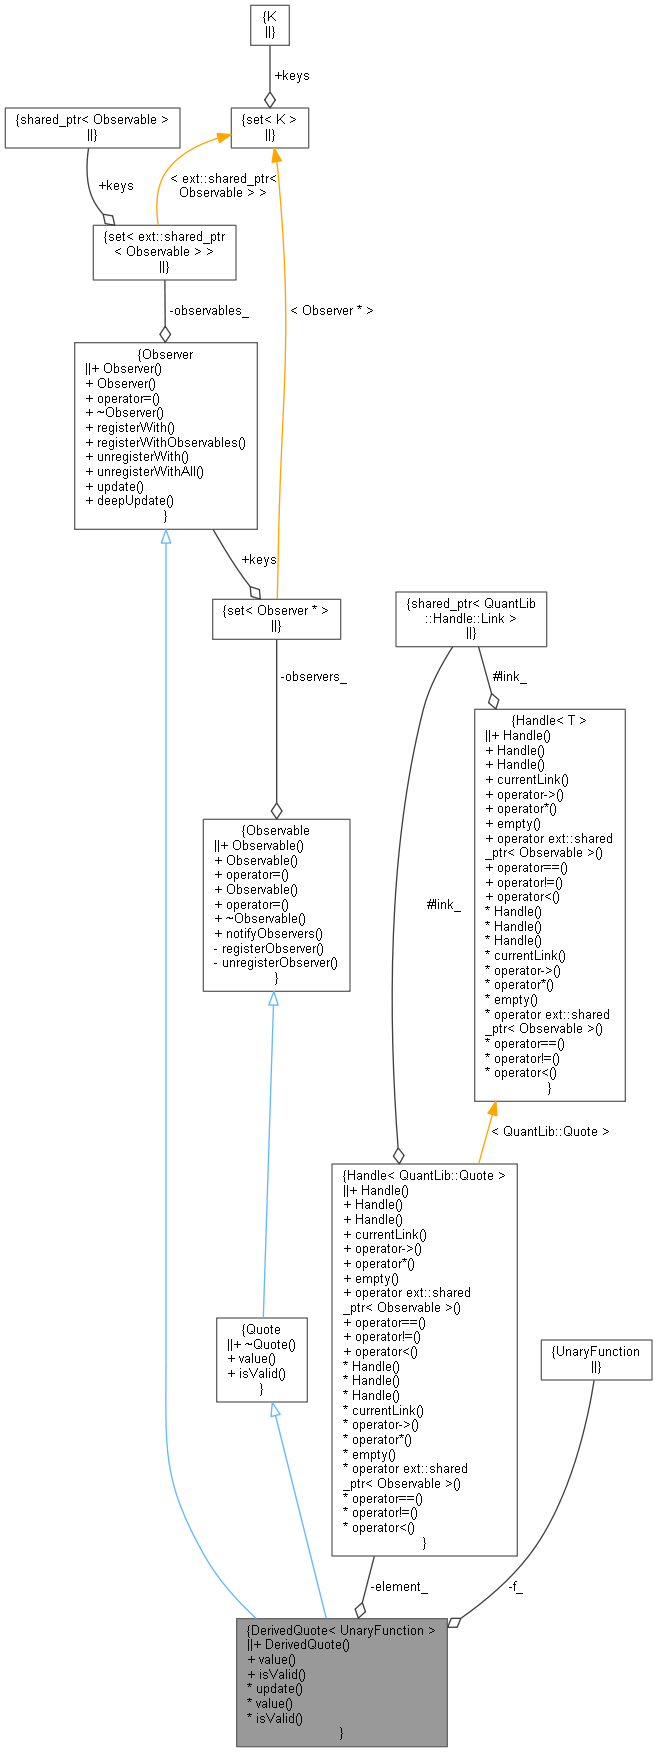 {K
||}
+keys
{shared_ptr< Observable >
||}
{set< K >
||}
+keys
< ext::shared_ptr<
Observable > >
{set< ext::shared_ptr
< Observable > >
||}
-observables_
< Observer * >
{Observer
||+ Observer()
+ Observer()
+ operator=()
+ ~Observer()
+ registerWith()
+ registerWithObservables()
+ unregisterWith()
+ unregisterWithAll()
+ update()
+ deepUpdate()
}
+keys
{set< Observer * >
||}
-observers_
{shared_ptr< QuantLib
::Handle::Link >
||}
#link_
{Handle< T >
||+ Handle()
+ Handle()
+ Handle()
+ currentLink()
+ operator->()
+ operator*()
+ empty()
+ operator ext::shared
_ptr< Observable >()
+ operator==()
+ operator!=()
+ operator<()
* Handle()
* Handle()
* Handle()
* currentLink()
* operator->()
* operator*()
* empty()
* operator ext::shared
_ptr< Observable >()
* operator==()
* operator!=()
* operator<()
}
{Observable
||+ Observable()
+ Observable()
+ operator=()
+ Observable()
+ operator=()
+ ~Observable()
+ notifyObservers()
- registerObserver()
- unregisterObserver()
}
#link_
< QuantLib::Quote >
{Handle< QuantLib::Quote >
||+ Handle()
+ Handle()
+ Handle()
+ currentLink()
+ operator->()
+ operator*()
+ empty()
+ operator ext::shared
_ptr< Observable >()
+ operator==()
+ operator!=()
+ operator<()
* Handle()
* Handle()
* Handle()
* currentLink()
* operator->()
* operator*()
* empty()
* operator ext::shared
_ptr< Observable >()
* operator==()
* operator!=()
* operator<()
}
{Quote
||+ ~Quote()
+ value()
+ isValid()
}
{UnaryFunction
||}
-element_
-f_
{DerivedQuote< UnaryFunction >
||+ DerivedQuote()
+ value()
+ isValid()
* update()
* value()
* isValid()
}